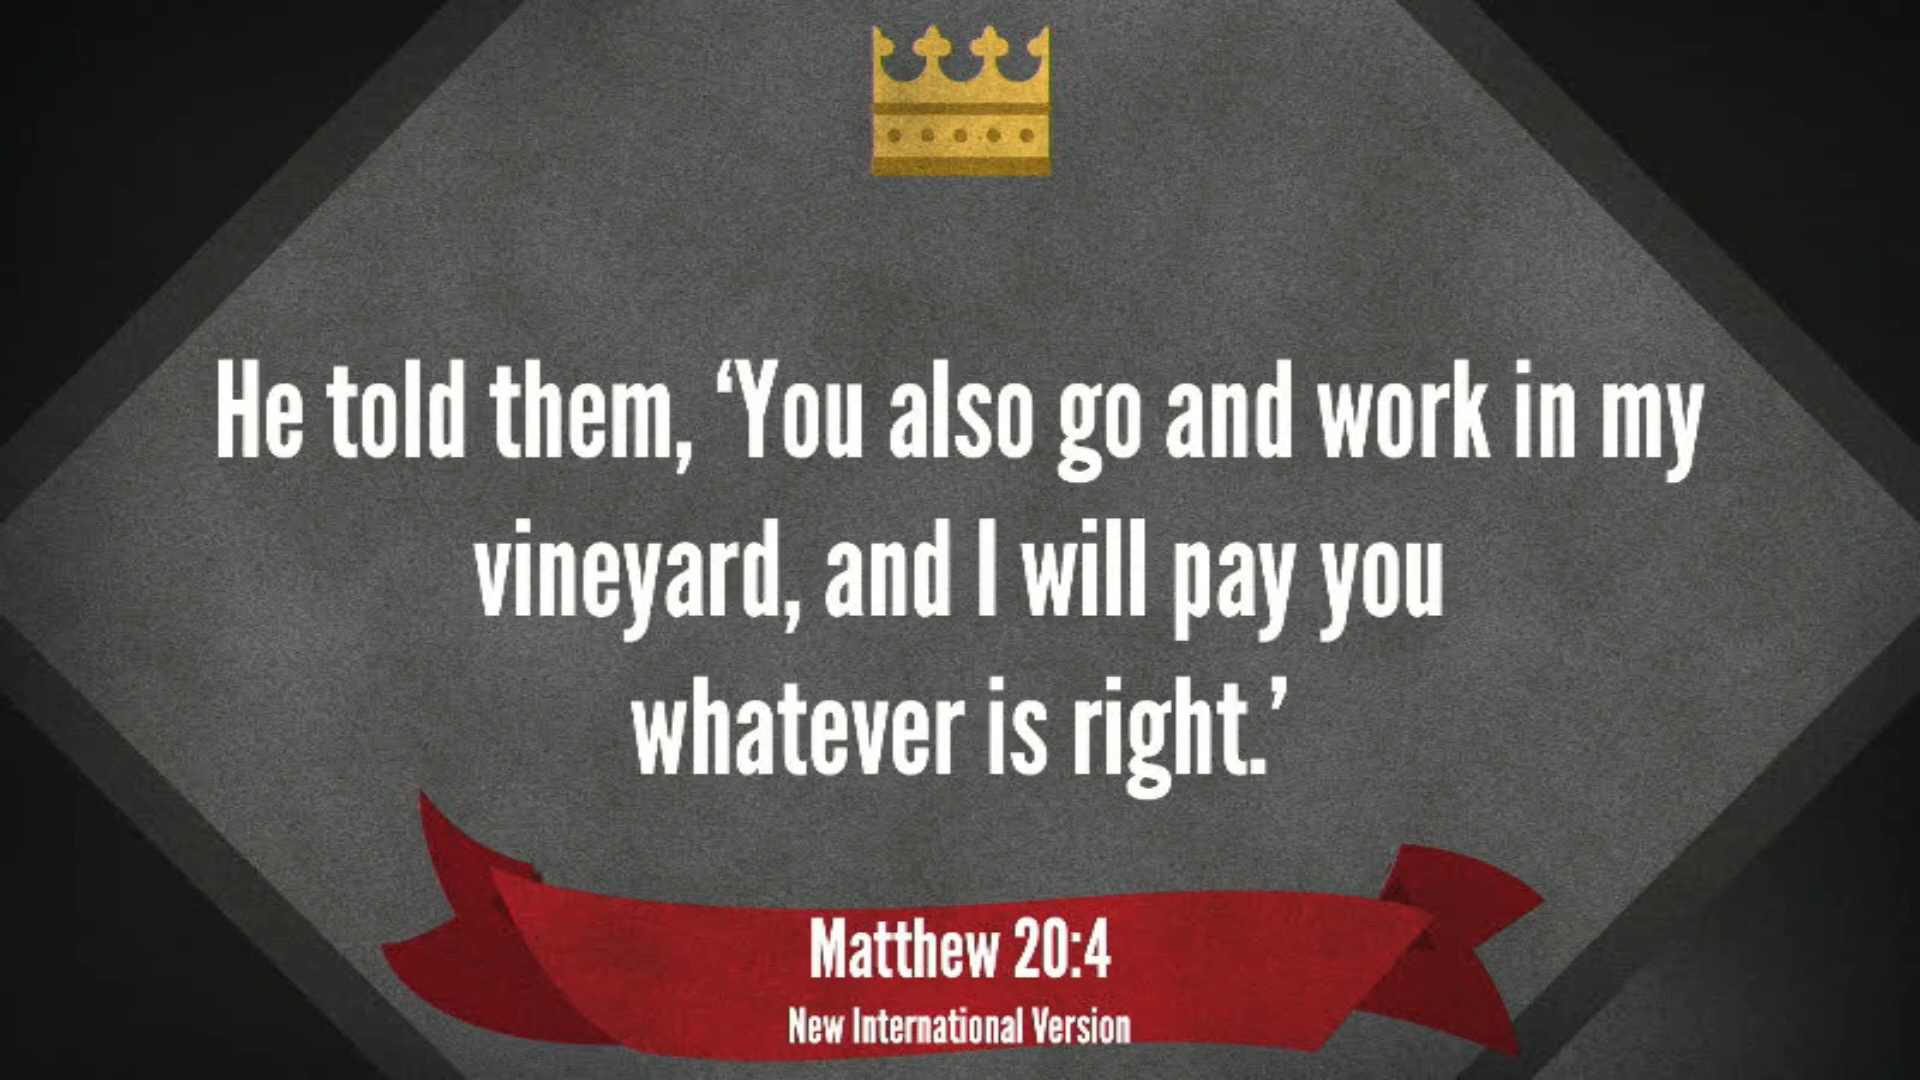 He told them, ‘You also go and work in my
vineyard, and I will pay you
whatever is right.’
Matthew 20:4
New International Version